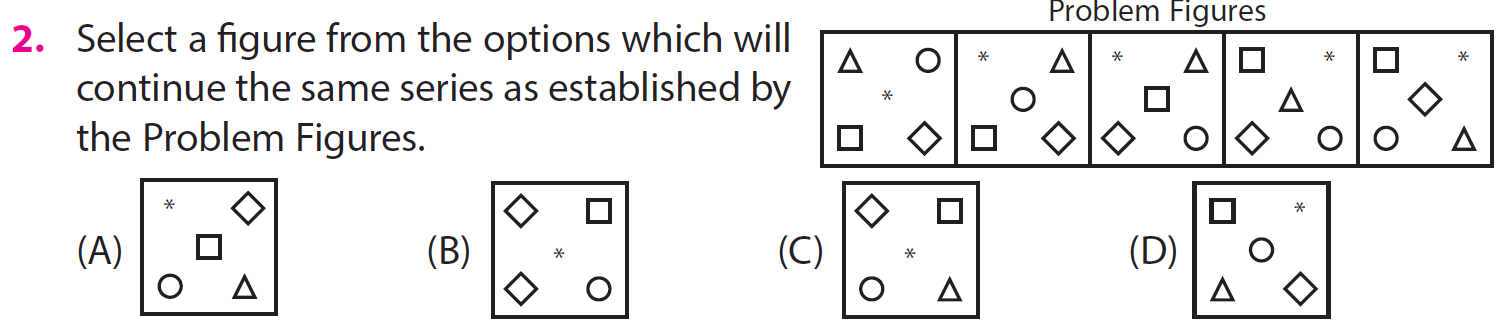 Problem Figures
2. Select a figure from the options which will
continue the same series as established by
the Problem Figures.
(A) (B) (C) (D)